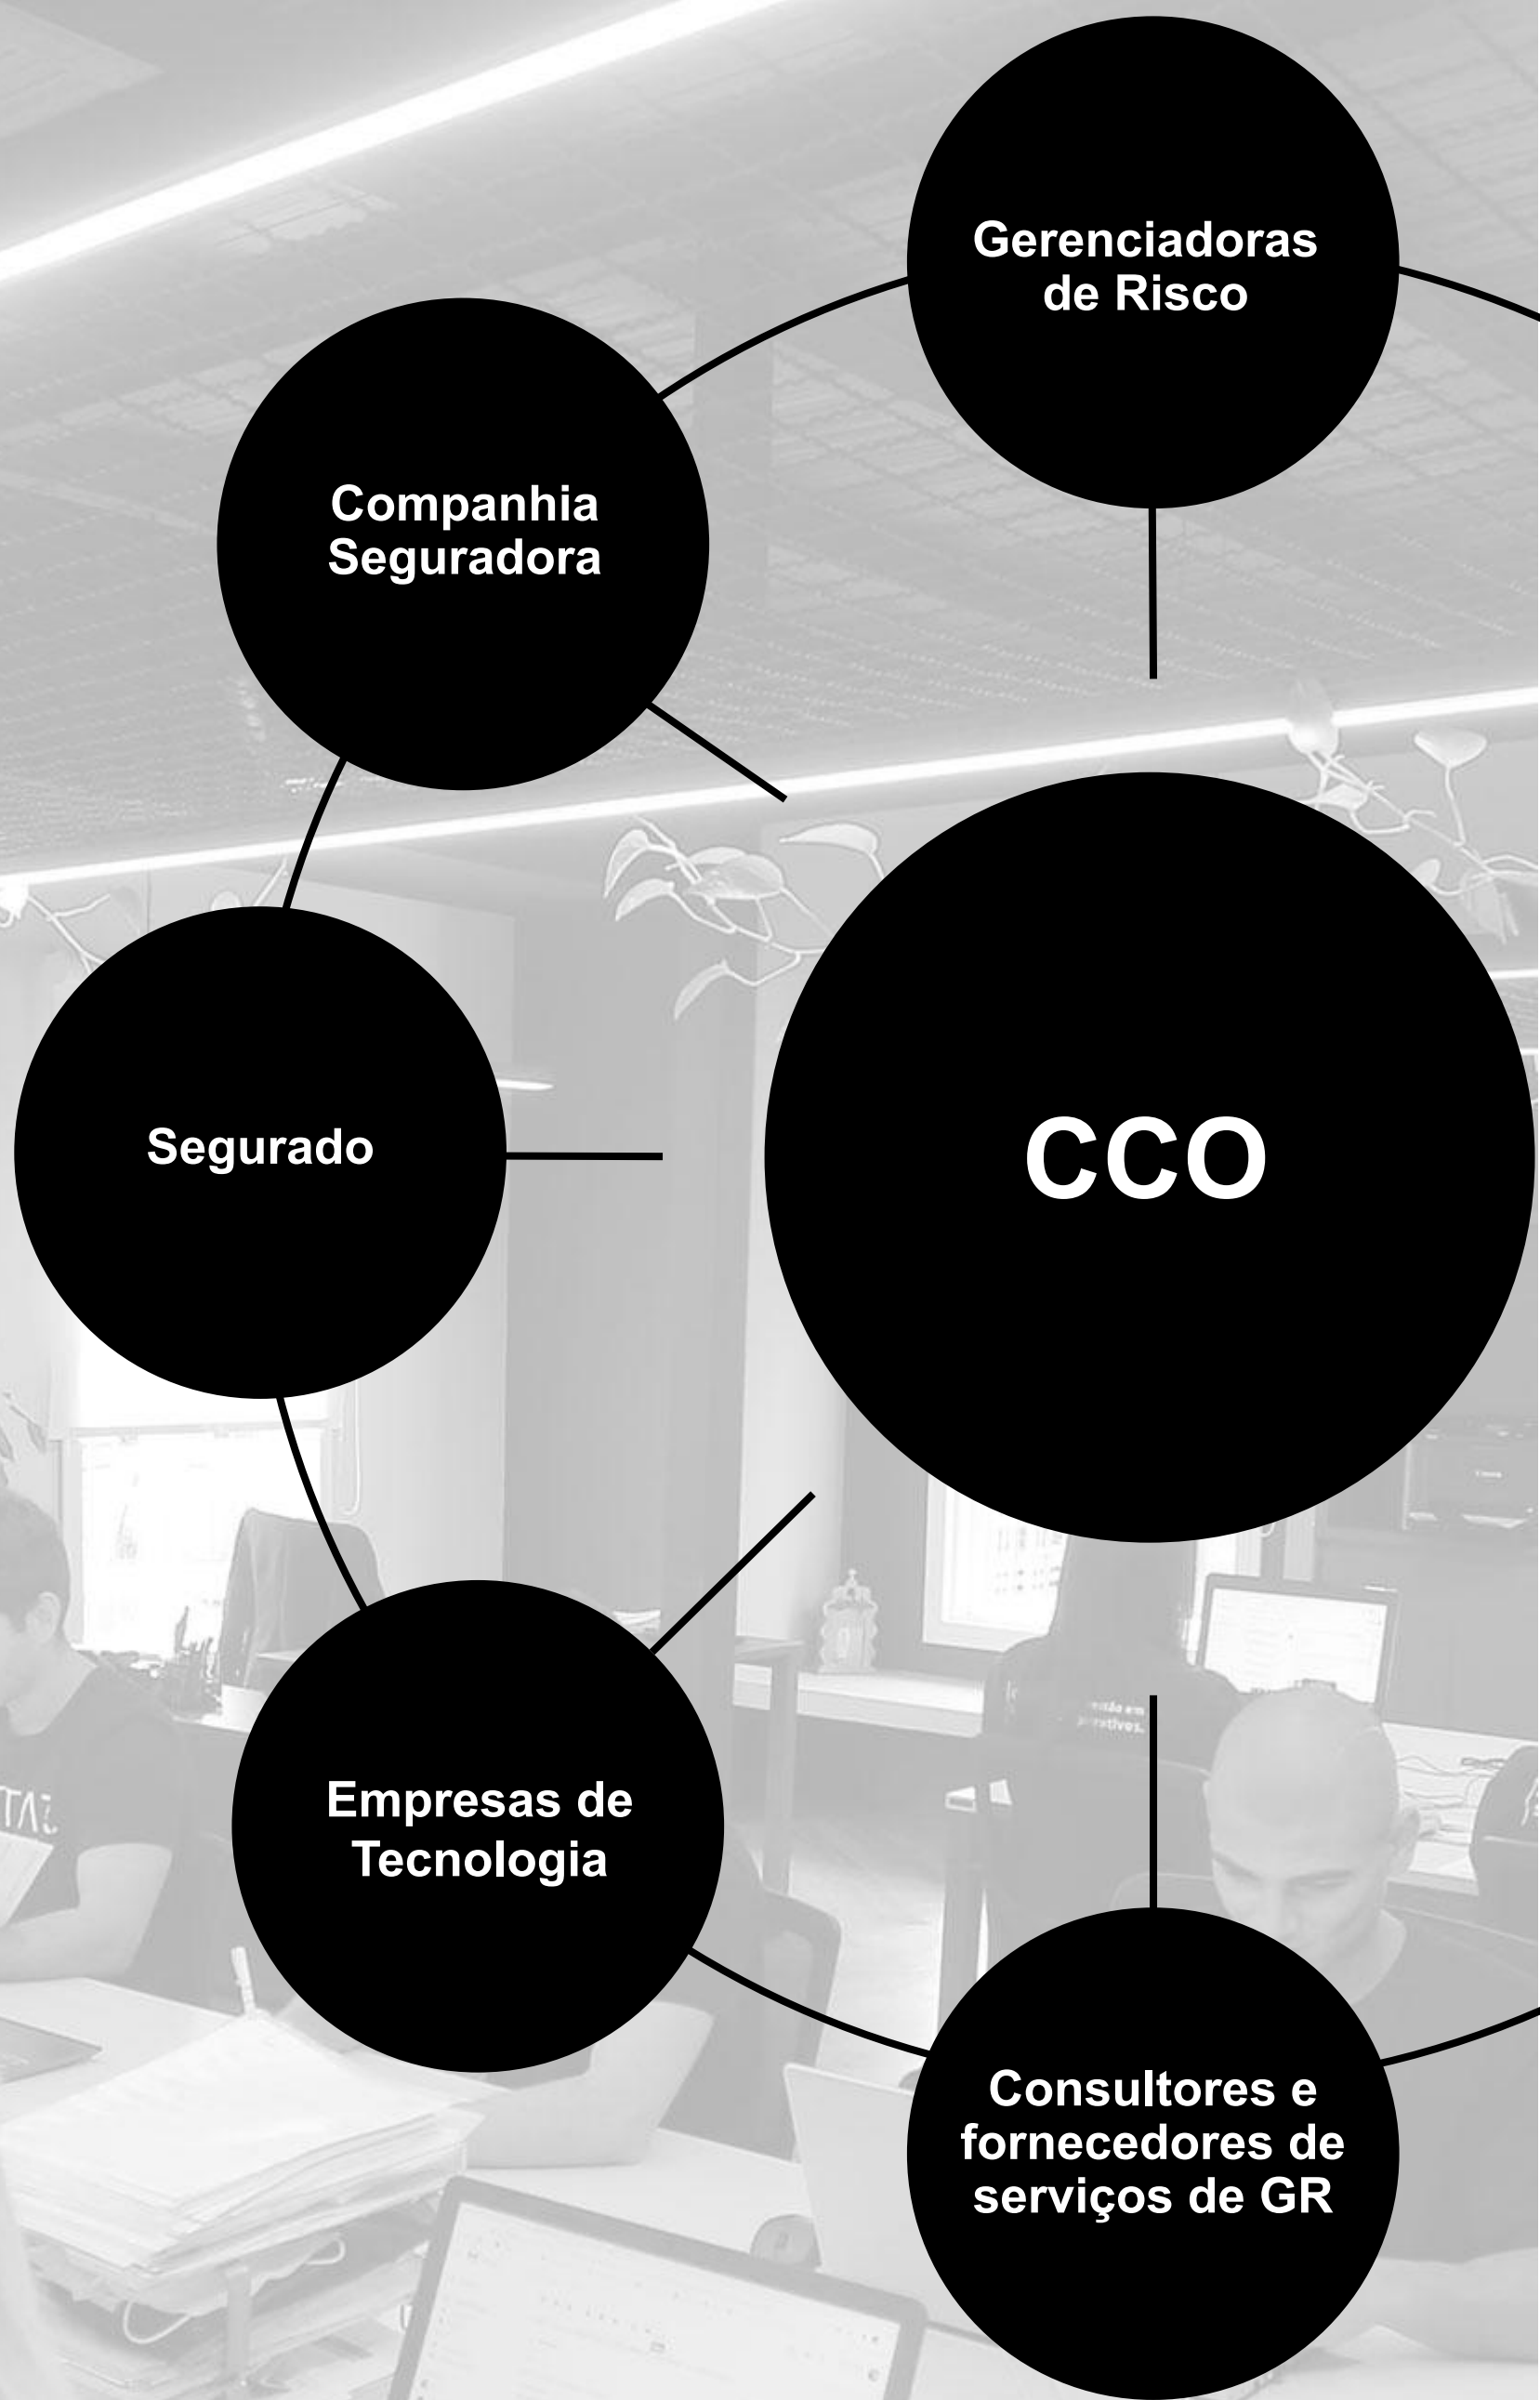 Gerenciadoras
de Risco
Companhia
Seguradora
Segurado
CCO
Empresas de
Tecnologia
Consultores e
fornecedores de
serviços de GR